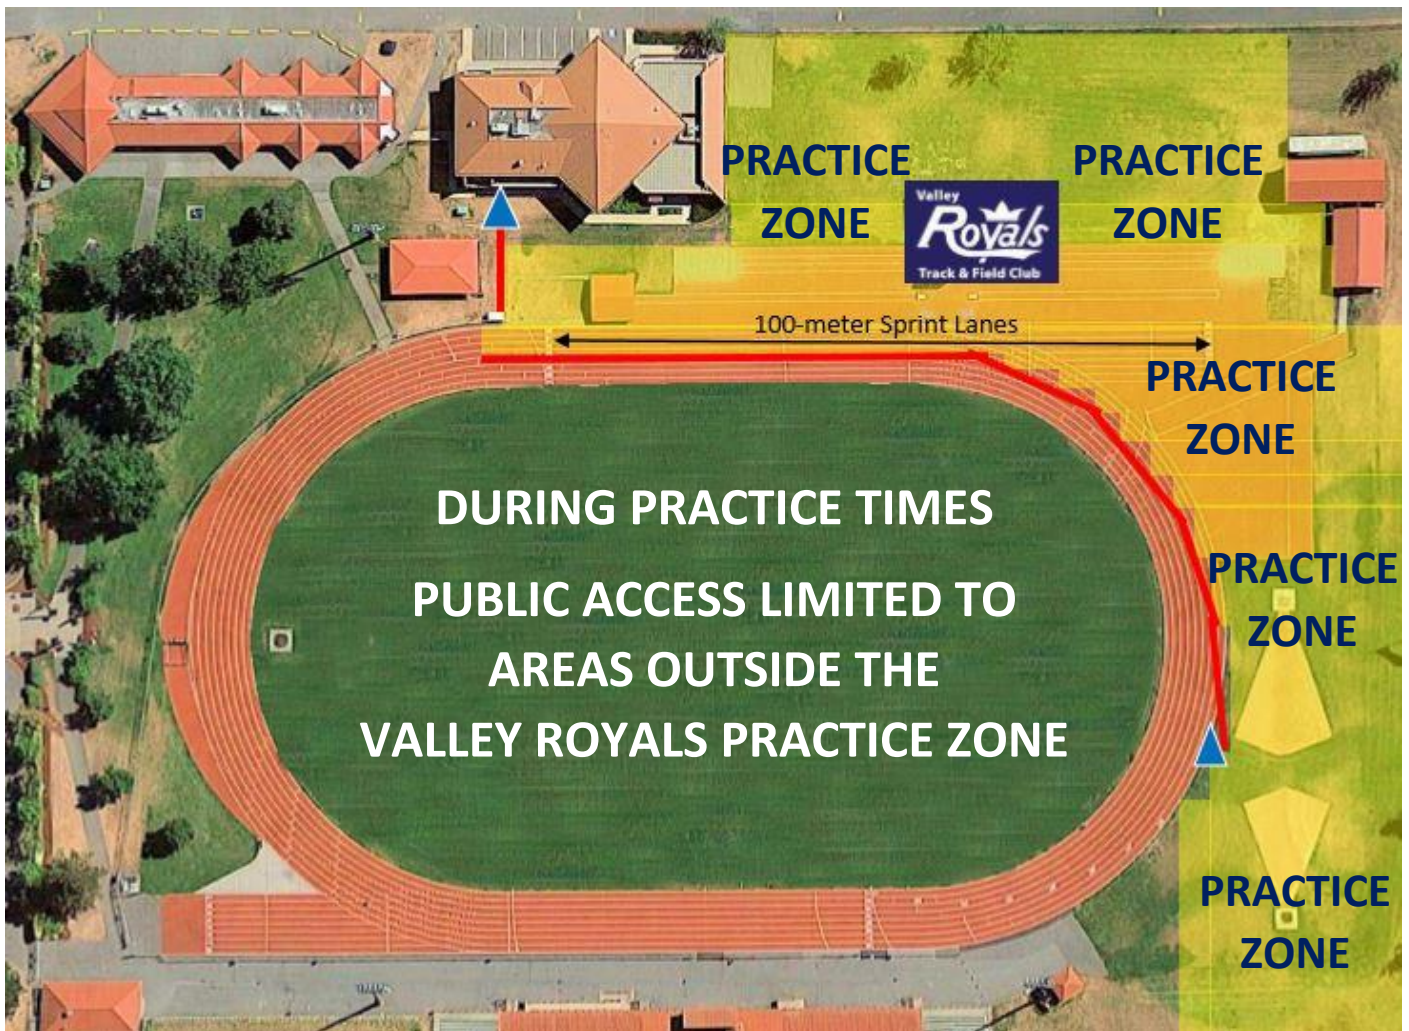 PRACTICE
ZONE
PRACTICE
ZONE
Valley
Royals
Track & Field Club
100-meter Sprint Lanes
PRACTICE
ZONE
DURING PRACTICE TIMES
PUBLIC ACCESS LIMITED TO
AREAS OUTSIDE THE
VALLEY ROYALS PRACTICE ZONE
PRACTICE
ZONE
PRACTICE
ZONE